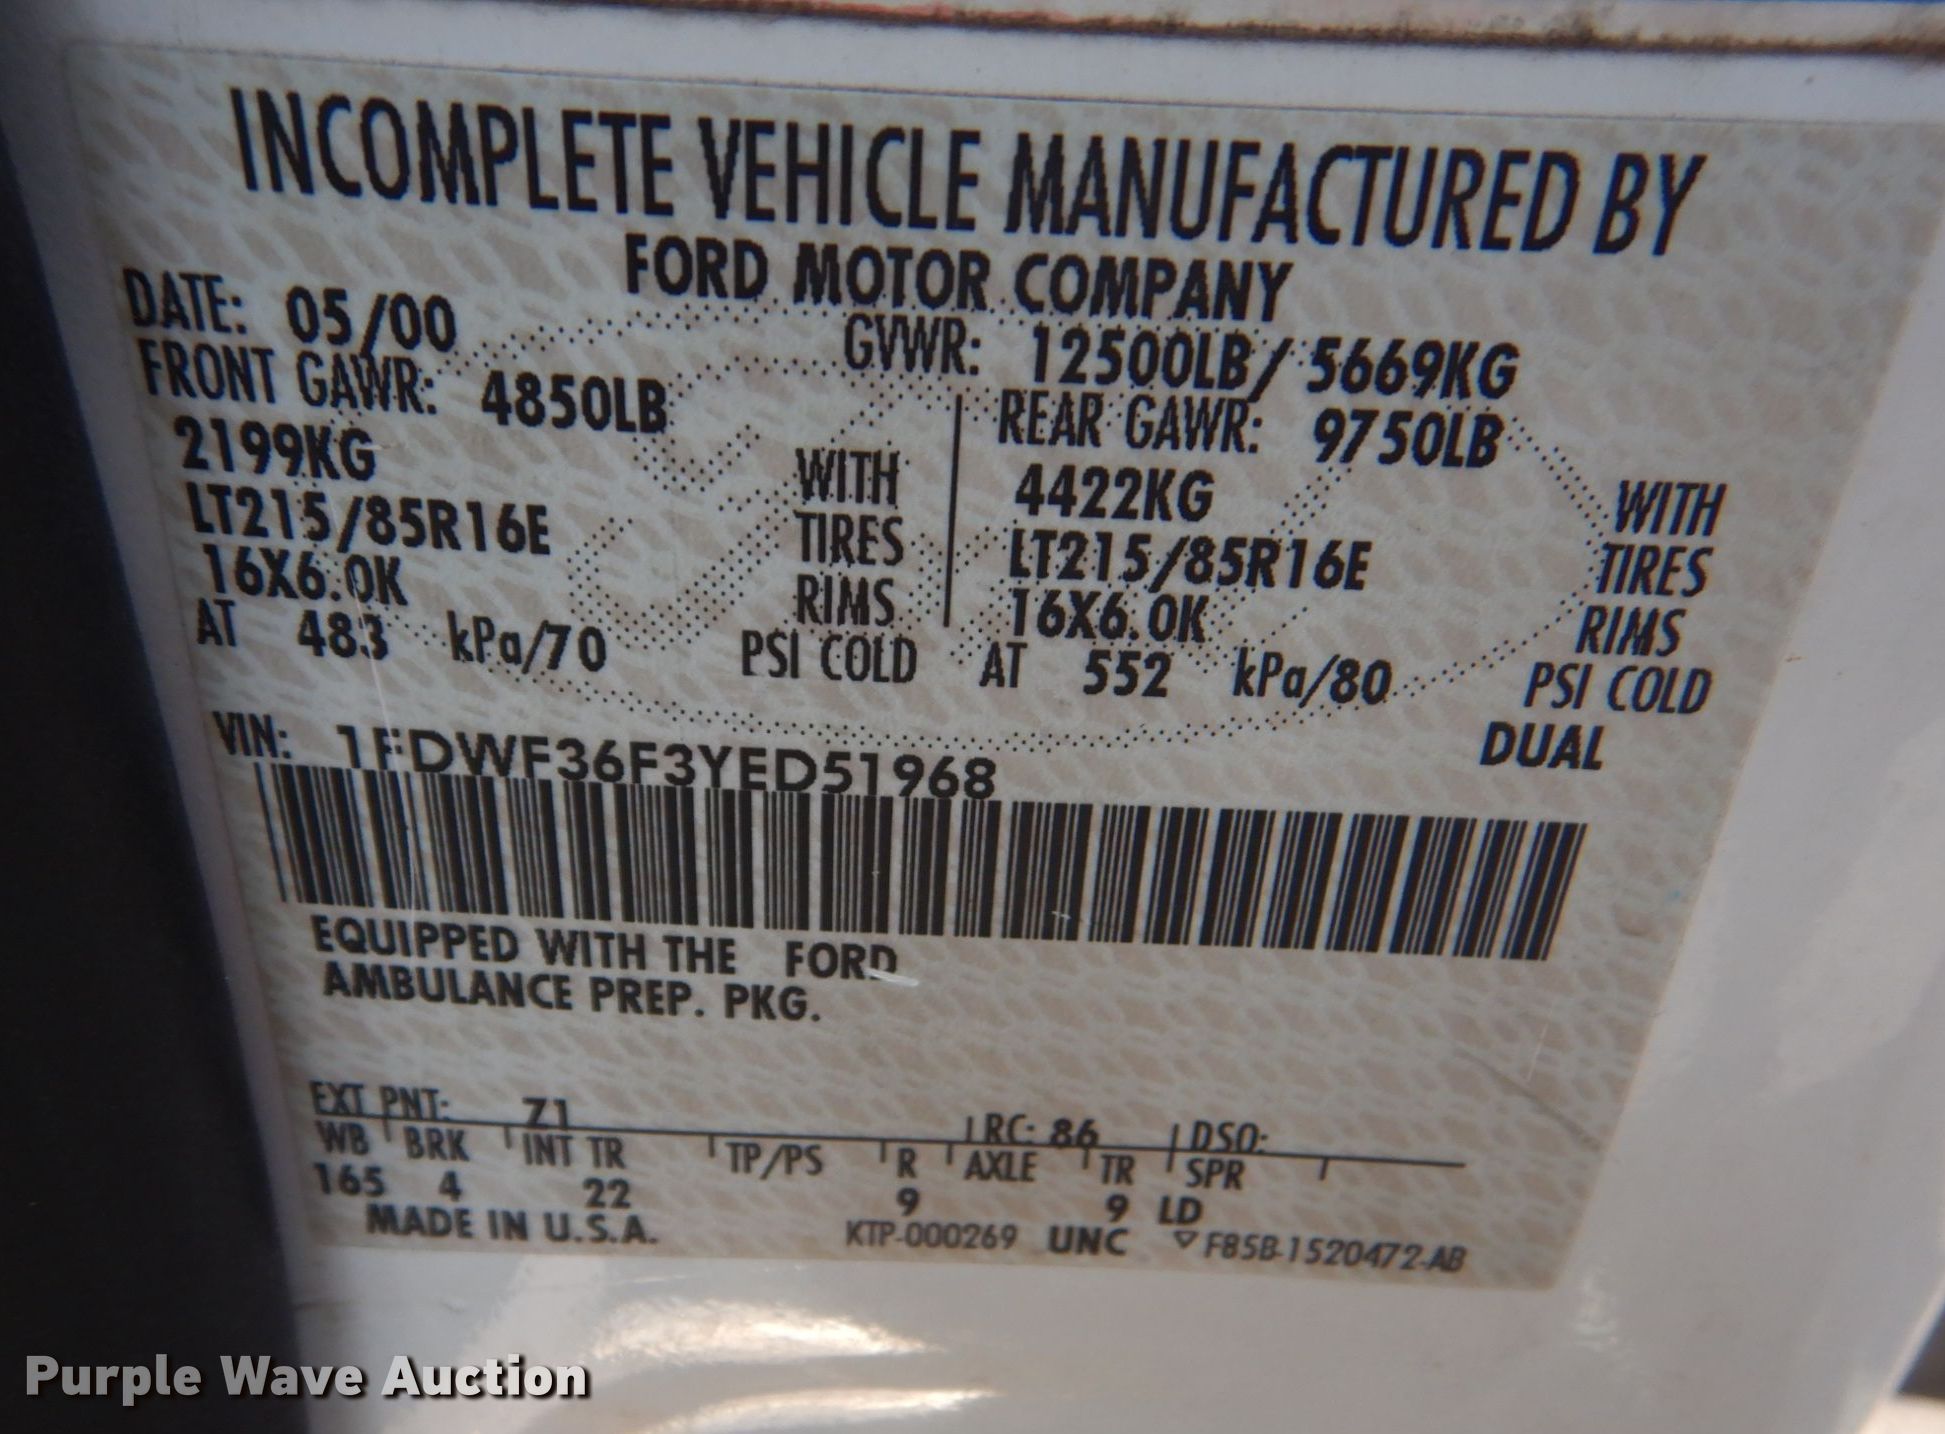 INCOMPLETE VEHICLE MANUFACTURED BY
FORD MOTOR COMPANY
DATE: 05/00 GVWR: 12500LB/ 5669KG
FRONT GAWR: 4850LB REAR GAWR: 9750LB
2199KG WITH 4422KG WITH
LT215/85R16E TIRES LT215/85R16E TIRES
16X6.0K RIMS 16X6.0K RIMS
AT 483 kPa/70 PSI COLD AT 552 kPa/80 PSI COLD
DUAL
VIN: 1FDWF36F3YED51968
EQUIPPED WITH THE FORD
AMBULANCE PREP. PKG.
EXT PNT: Z1 RC: 86 DSO:
WB BRK INT TR TP/PS R AXLE TR SPR
165 4 22 9 9 LD
MADE IN U.S.A. KTP-000269 UNC ▽ F85B-1520472-AB
Purple Wave Auction